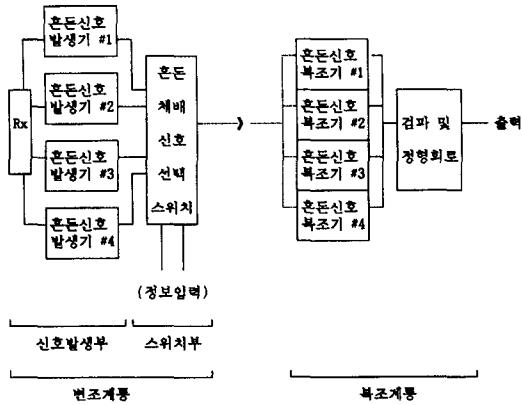 혼돈신호
발생기 #1
혼돈신호
발생기 #2
혼돈신호
발생기 #3
혼돈신호
발생기 #4
Rx
혼돈
체배
신호
선택
스위치
(정보입력)
혼돈신호
복조기 #1
혼돈신호
복조기 #2
혼돈신호
복조기 #3
혼돈신호
복조기 #4
검파 및
정형회로
출력
신호발생부
스위치부
변조계통
복조계통